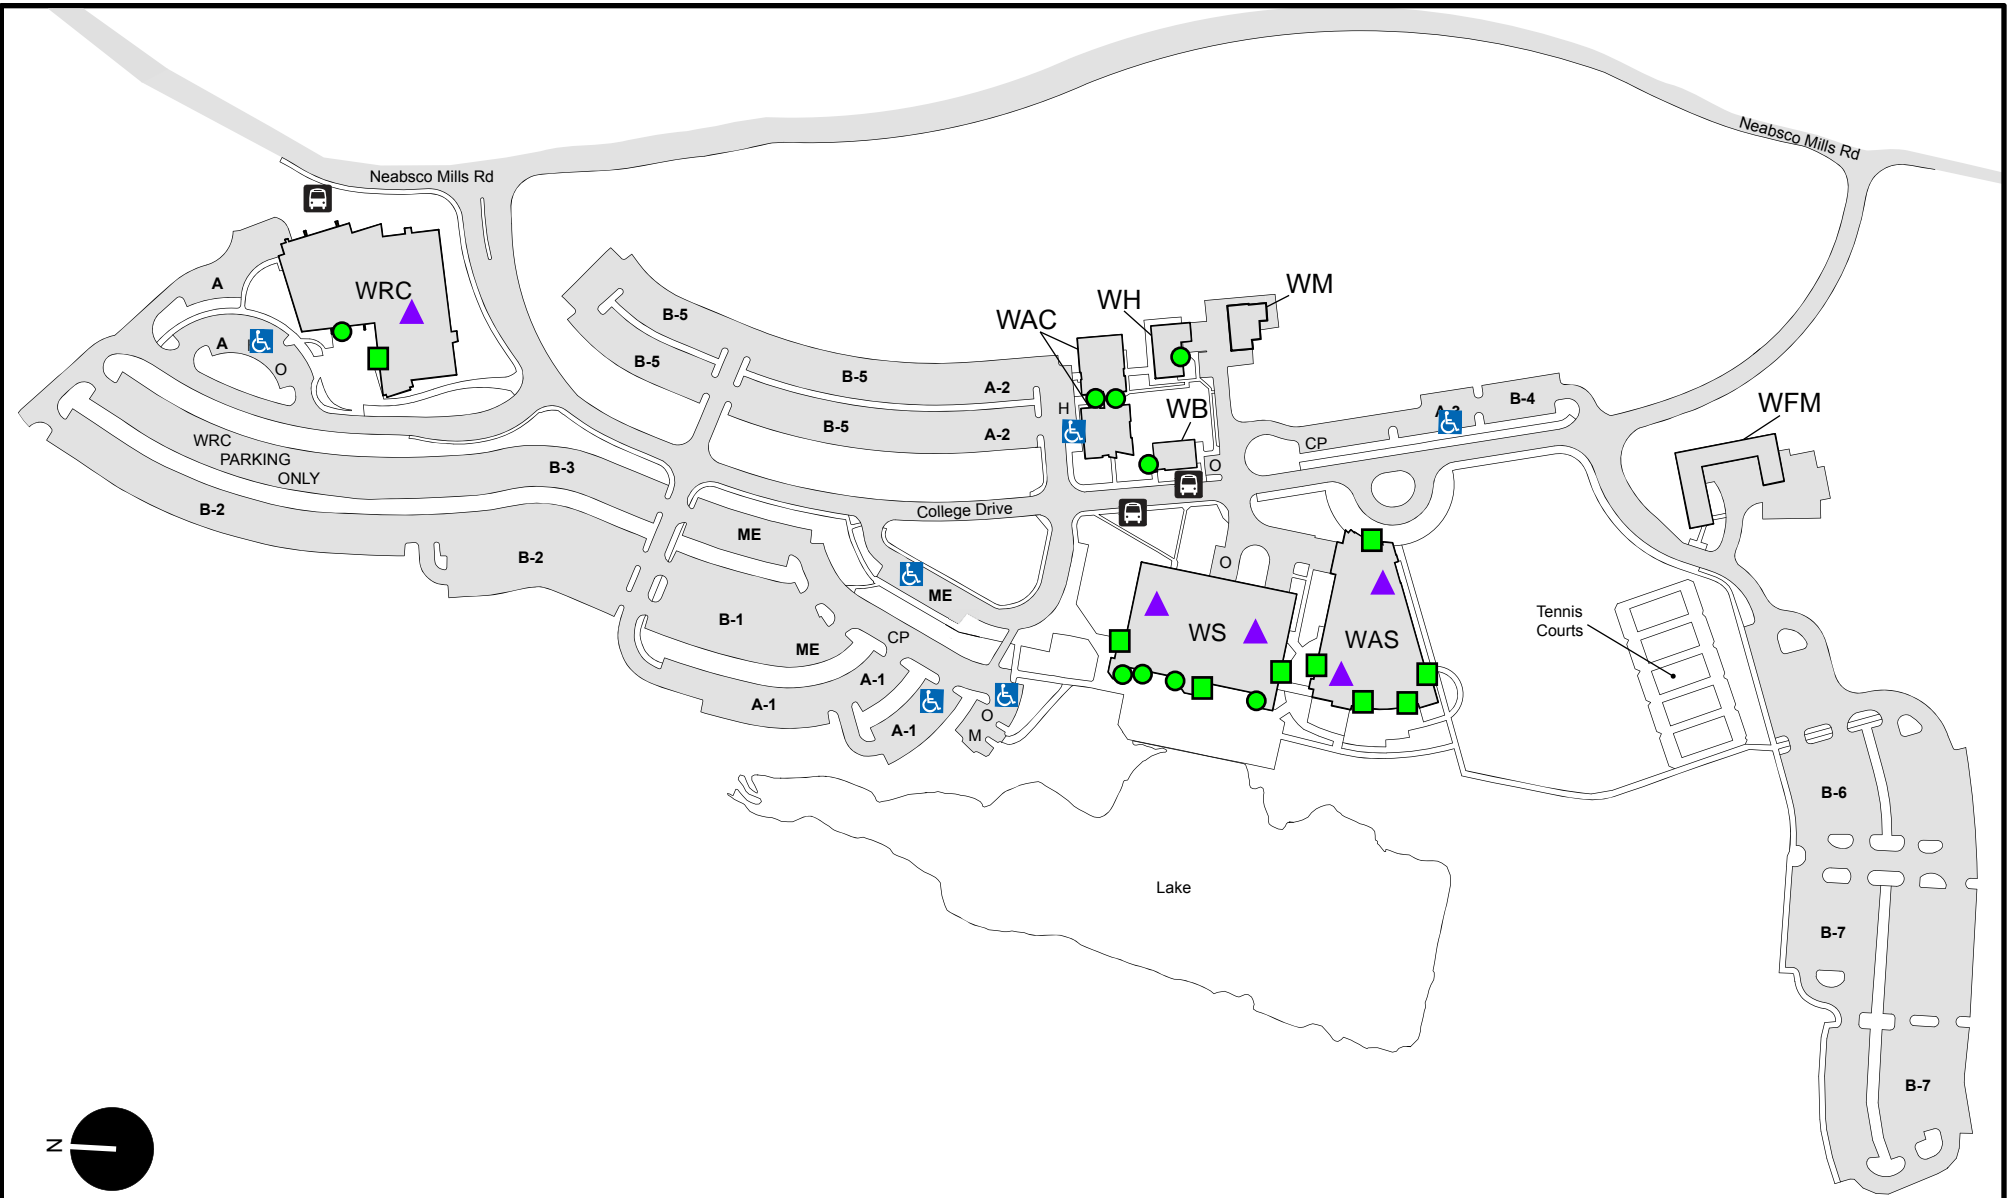 Neabsco Mills Rd
Neabsco Mills Rd
WRC
A
A
O
B-5
B-5
B-5
A-2
B-5
A-2
WAC
WH
WM
H
WB
O
B-4
CP
WFM
WRC
PARKING
ONLY
B-3
B-2
B-2
College Drive
ME
ME
O
B-1
ME
CP
A-1
A-1
A-1
O
M
WS
WAS
Tennis
Courts
Lake
B-6
B-7
B-7
N